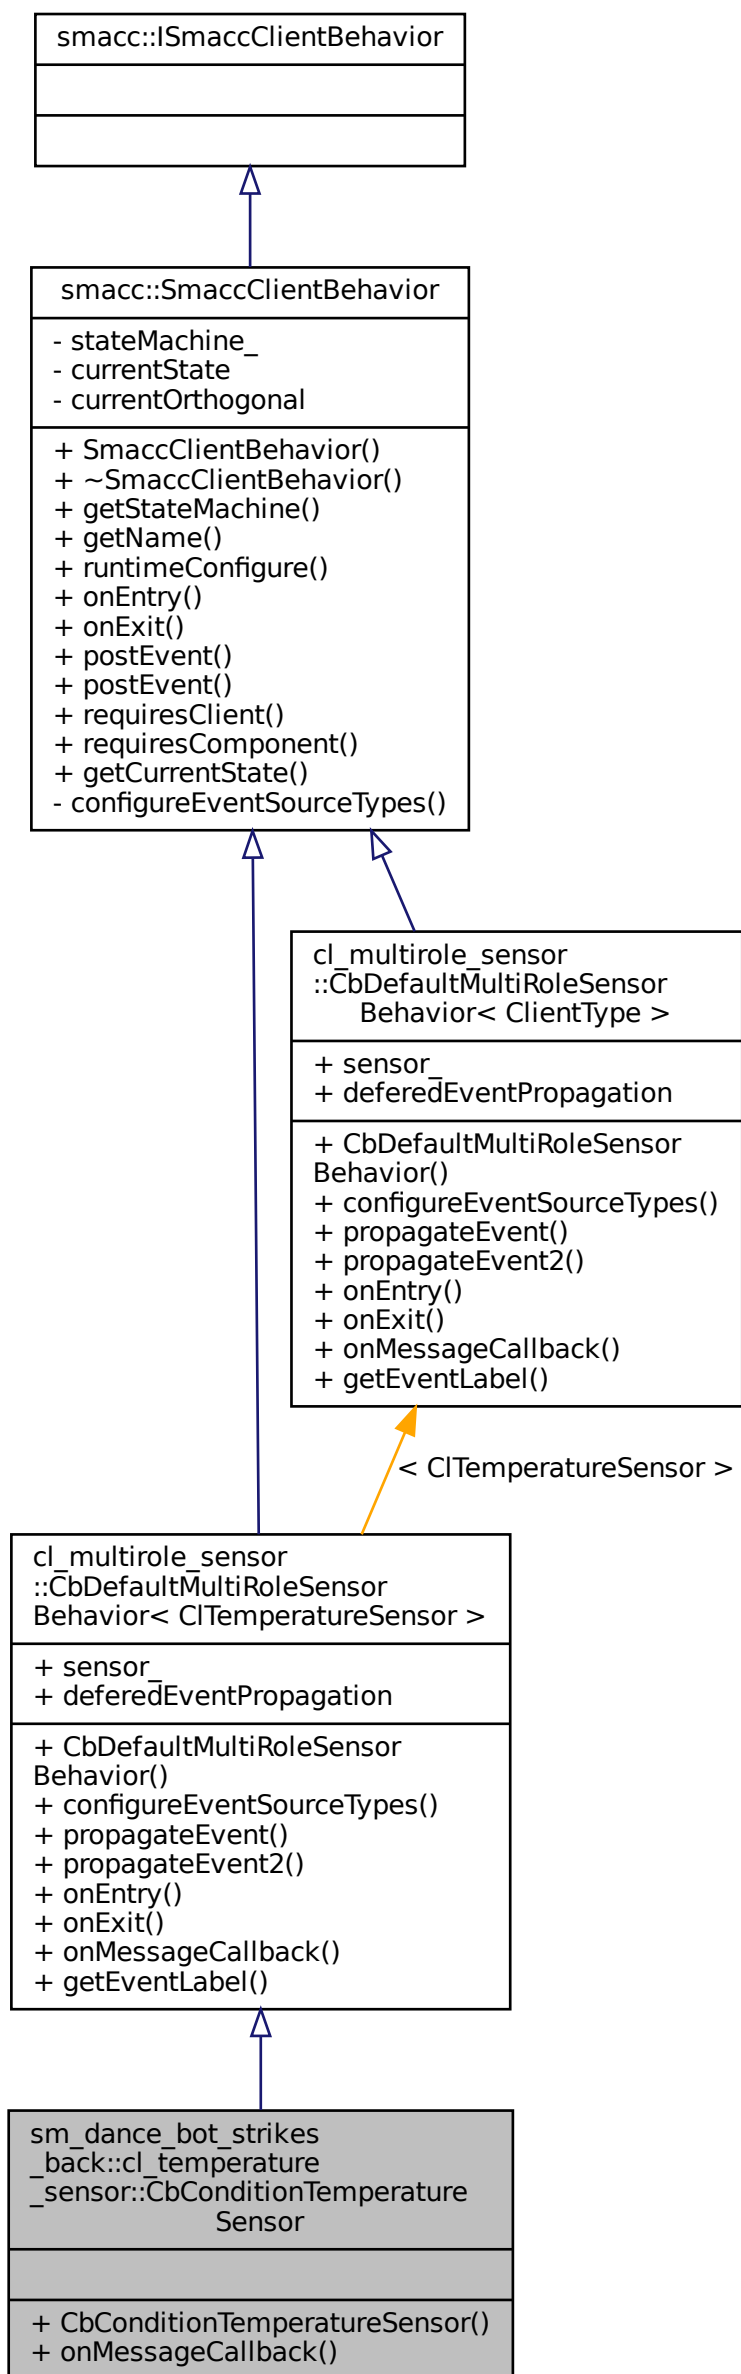 smacc::ISmaccClientBehavior
smacc::SmaccClientBehavior
- stateMachine_
- currentState
- currentOrthogonal
+ SmaccClientBehavior()
+ ~SmaccClientBehavior()
+ getStateMachine()
+ getName()
+ runtimeConfigure()
+ onEntry()
+ onExit()
+ postEvent()
+ postEvent()
+ requiresClient()
+ requiresComponent()
+ getCurrentState()
- configureEventSourceTypes()
cl_multirole_sensor
::CbDefaultMultiRoleSensor
Behavior< ClientType >
+ sensor_
+ deferedEventPropagation
+ CbDefaultMultiRoleSensor
Behavior()
+ configureEventSourceTypes()
+ propagateEvent()
+ propagateEvent2()
+ onEntry()
+ onExit()
+ onMessageCallback()
+ getEventLabel()
< ClTemperatureSensor >
cl_multirole_sensor
::CbDefaultMultiRoleSensor
Behavior< ClTemperatureSensor >
+ sensor_
+ deferedEventPropagation
+ CbDefaultMultiRoleSensor
Behavior()
+ configureEventSourceTypes()
+ propagateEvent()
+ propagateEvent2()
+ onEntry()
+ onExit()
+ onMessageCallback()
+ getEventLabel()
sm_dance_bot_strikes
_back::cl_temperature
_sensor::CbConditionTemperature
Sensor
+ CbConditionTemperatureSensor()
+ onMessageCallback()